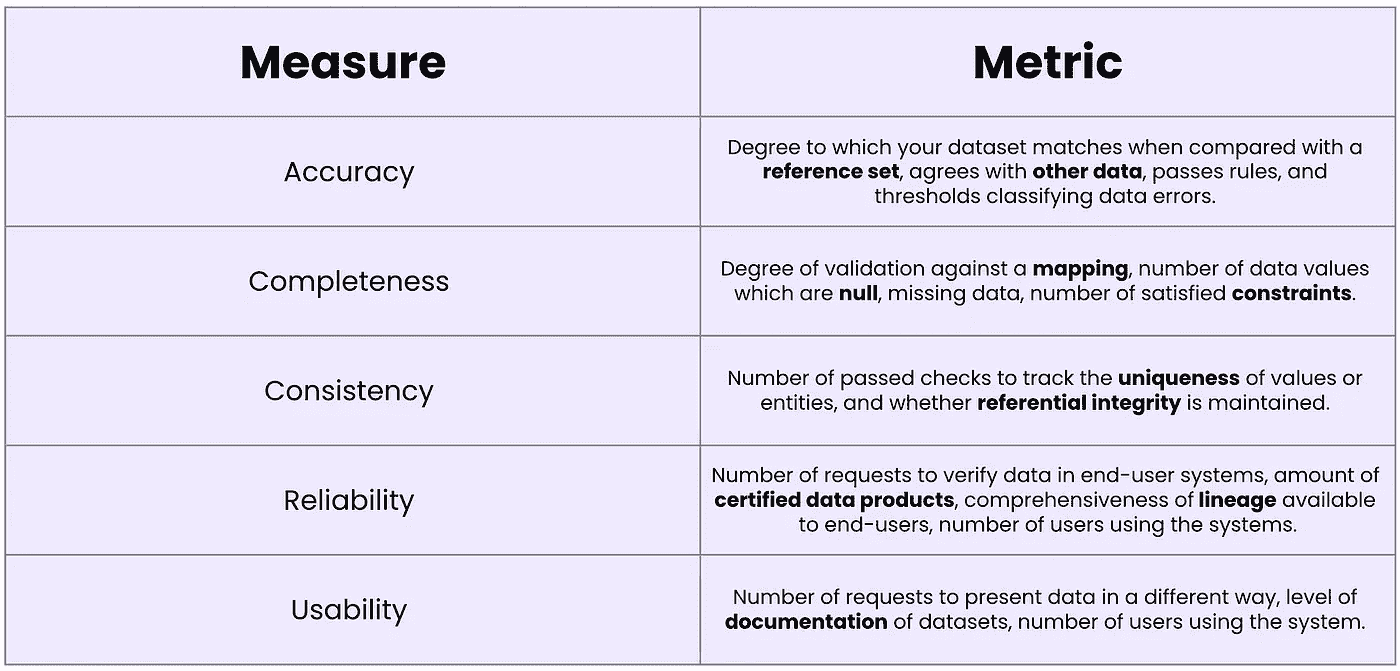 Measure
Metric
Accuracy
Degree to which your dataset matches when compared with a
reference set, agrees with other data, passes rules, and
thresholds classifying data errors.
Completeness
Degree of validation against a mapping, number of data values
which are null, missing data, number of satisfied constraints.
Consistency
Number of passed checks to track the uniqueness of values or
entities, and whether referential integrity is maintained.
Reliability
Number of requests to verify data in end-user systems, amount of
certified data products, comprehensiveness of lineage available
to end-users, number of users using the systems.
Usability
Number of requests to present data in a different way, level of
documentation of datasets, number of users using the system.